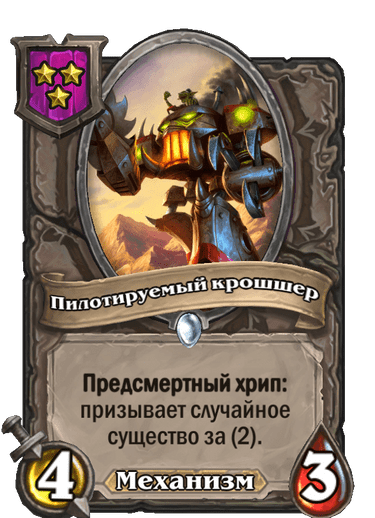 Пилотируемый крошшер
Предсмертный хрип:
призывает случайное
существо за (2).
4
Механизм
3